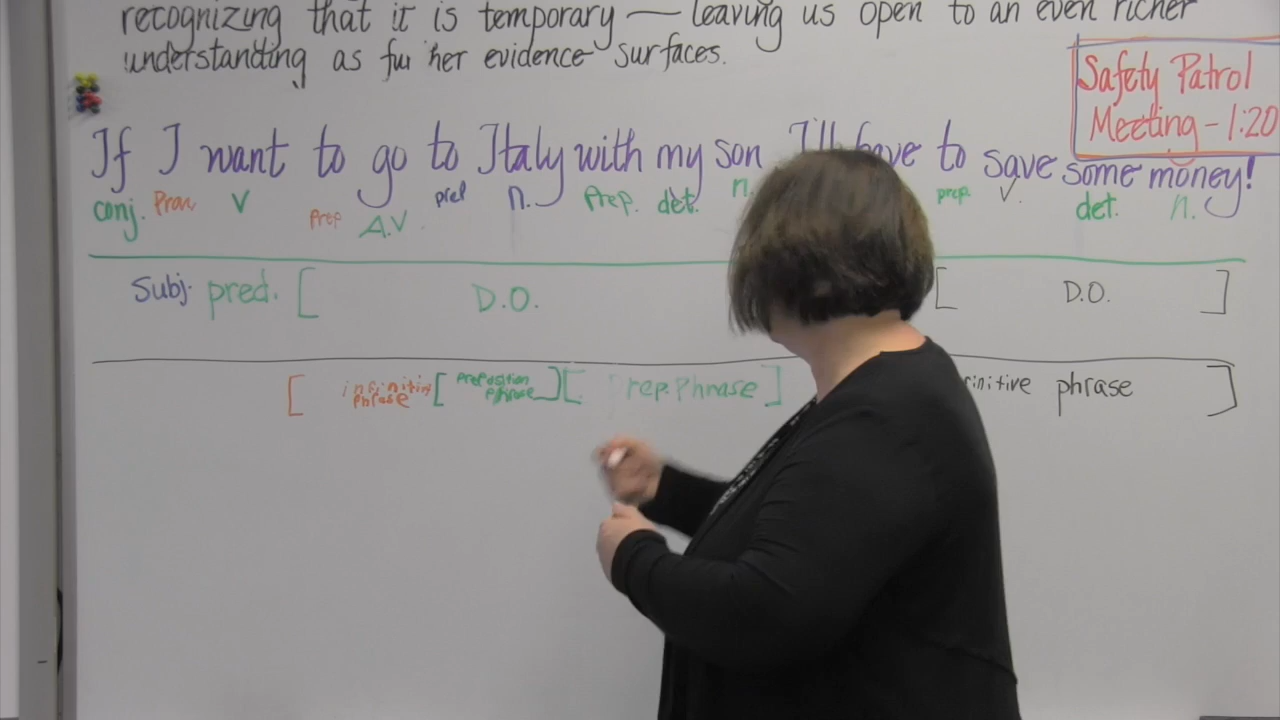 recognizing that it is temporary — leaving us open to an even richer
understanding as fur her evidence surfaces.
Safety Patrol
Meeting - 1:20
If I want to go to Italy with my son I'll have to save some money!
conj. Pron. V Prep A.V prep n. Prep. det. n. prep. V. det. n.
Subj. pred. [ D.O. [ D.O. ]
[ infinitive phrase [ preposition phrase ] [ Prep. Phrase ] phrase ]